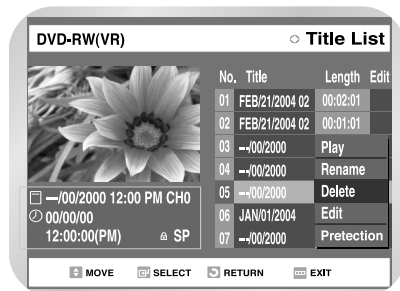 DVD-RW(VR) Title List
No. Title Length Edit
01 FEB/21/2004 02 00:02:01
02 FEB/21/2004 02 00:01:01
03 --/00/2000 Play
04 --/00/2000 Rename
05 --/00/2000 Delete
06 JAN/01/2004 Edit
07 --/00/2000 Pretection
—/00/2000 12:00 PM CH0
00/00/00
12:00:00(PM) SP
MOVE SELECT RETURN EXIT